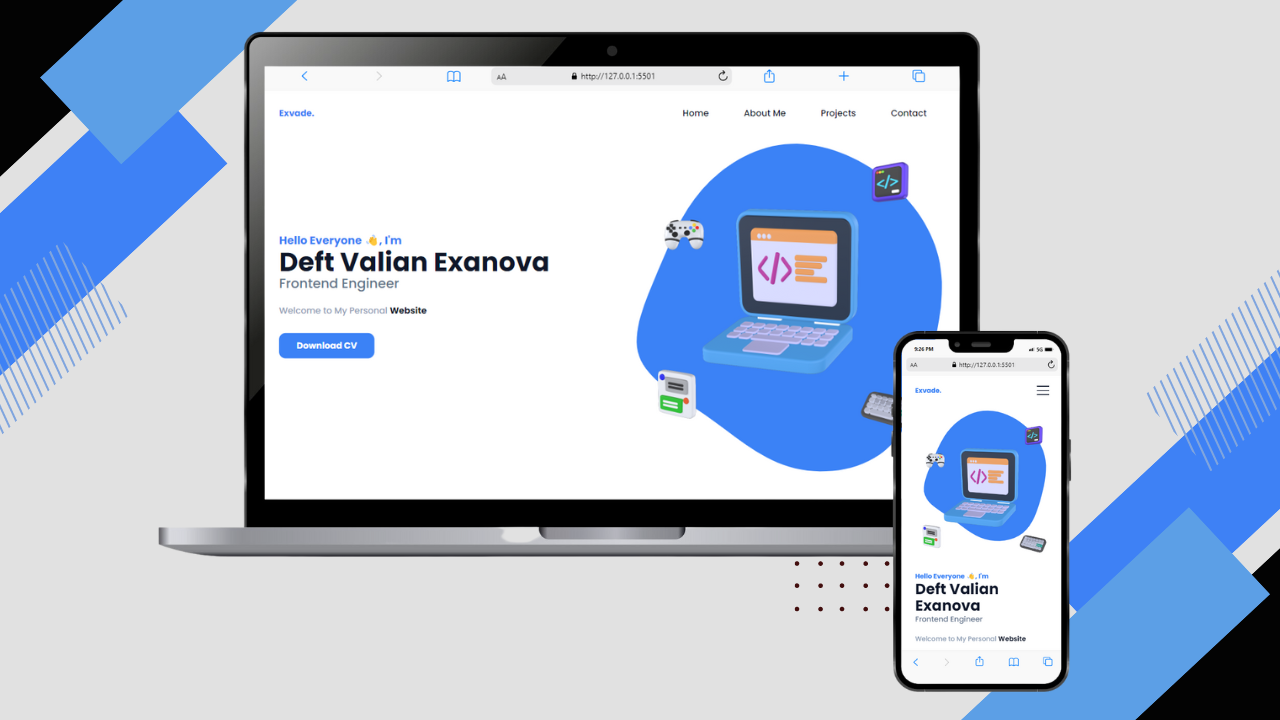 AA http://127.0.0.1:5501
Exvade.
Home About Me Projects Contact
Hello Everyone 👋, I'm
Deft Valian Exanova
Frontend Engineer
Welcome to My Personal Website
Download CV
</>
</>
9:26 PM 5G
AA http://127.0.0.1:5501
Exvade.
</>
</>
Hello Everyone 👋, I'm
Deft Valian
Exanova
Frontend Engineer
Welcome to My Personal Website